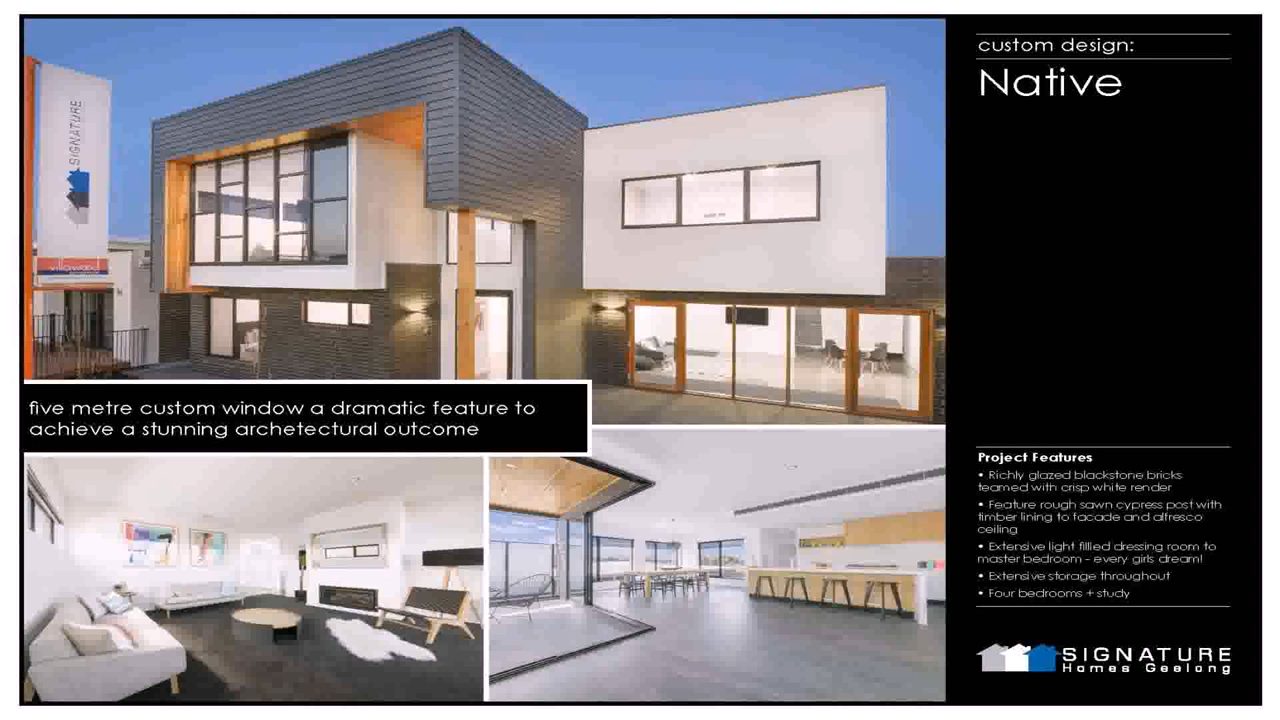 custom design:
Native
SIGNATURE
five metre custom window a dramatic feature to
achieve a stunning archetectural outcome
Project Features
• Richly glazed blackstone bricks
teamed with crisp white render
• Feature rough sawn cypress post with
timber lining to facade and alfresco
ceiling
• Extensive light fillied dressing room to
master bedroom - every girls dream!
• Extensive storage throughout
• Four bedrooms + study
SIGNATURE
Homes Geelong